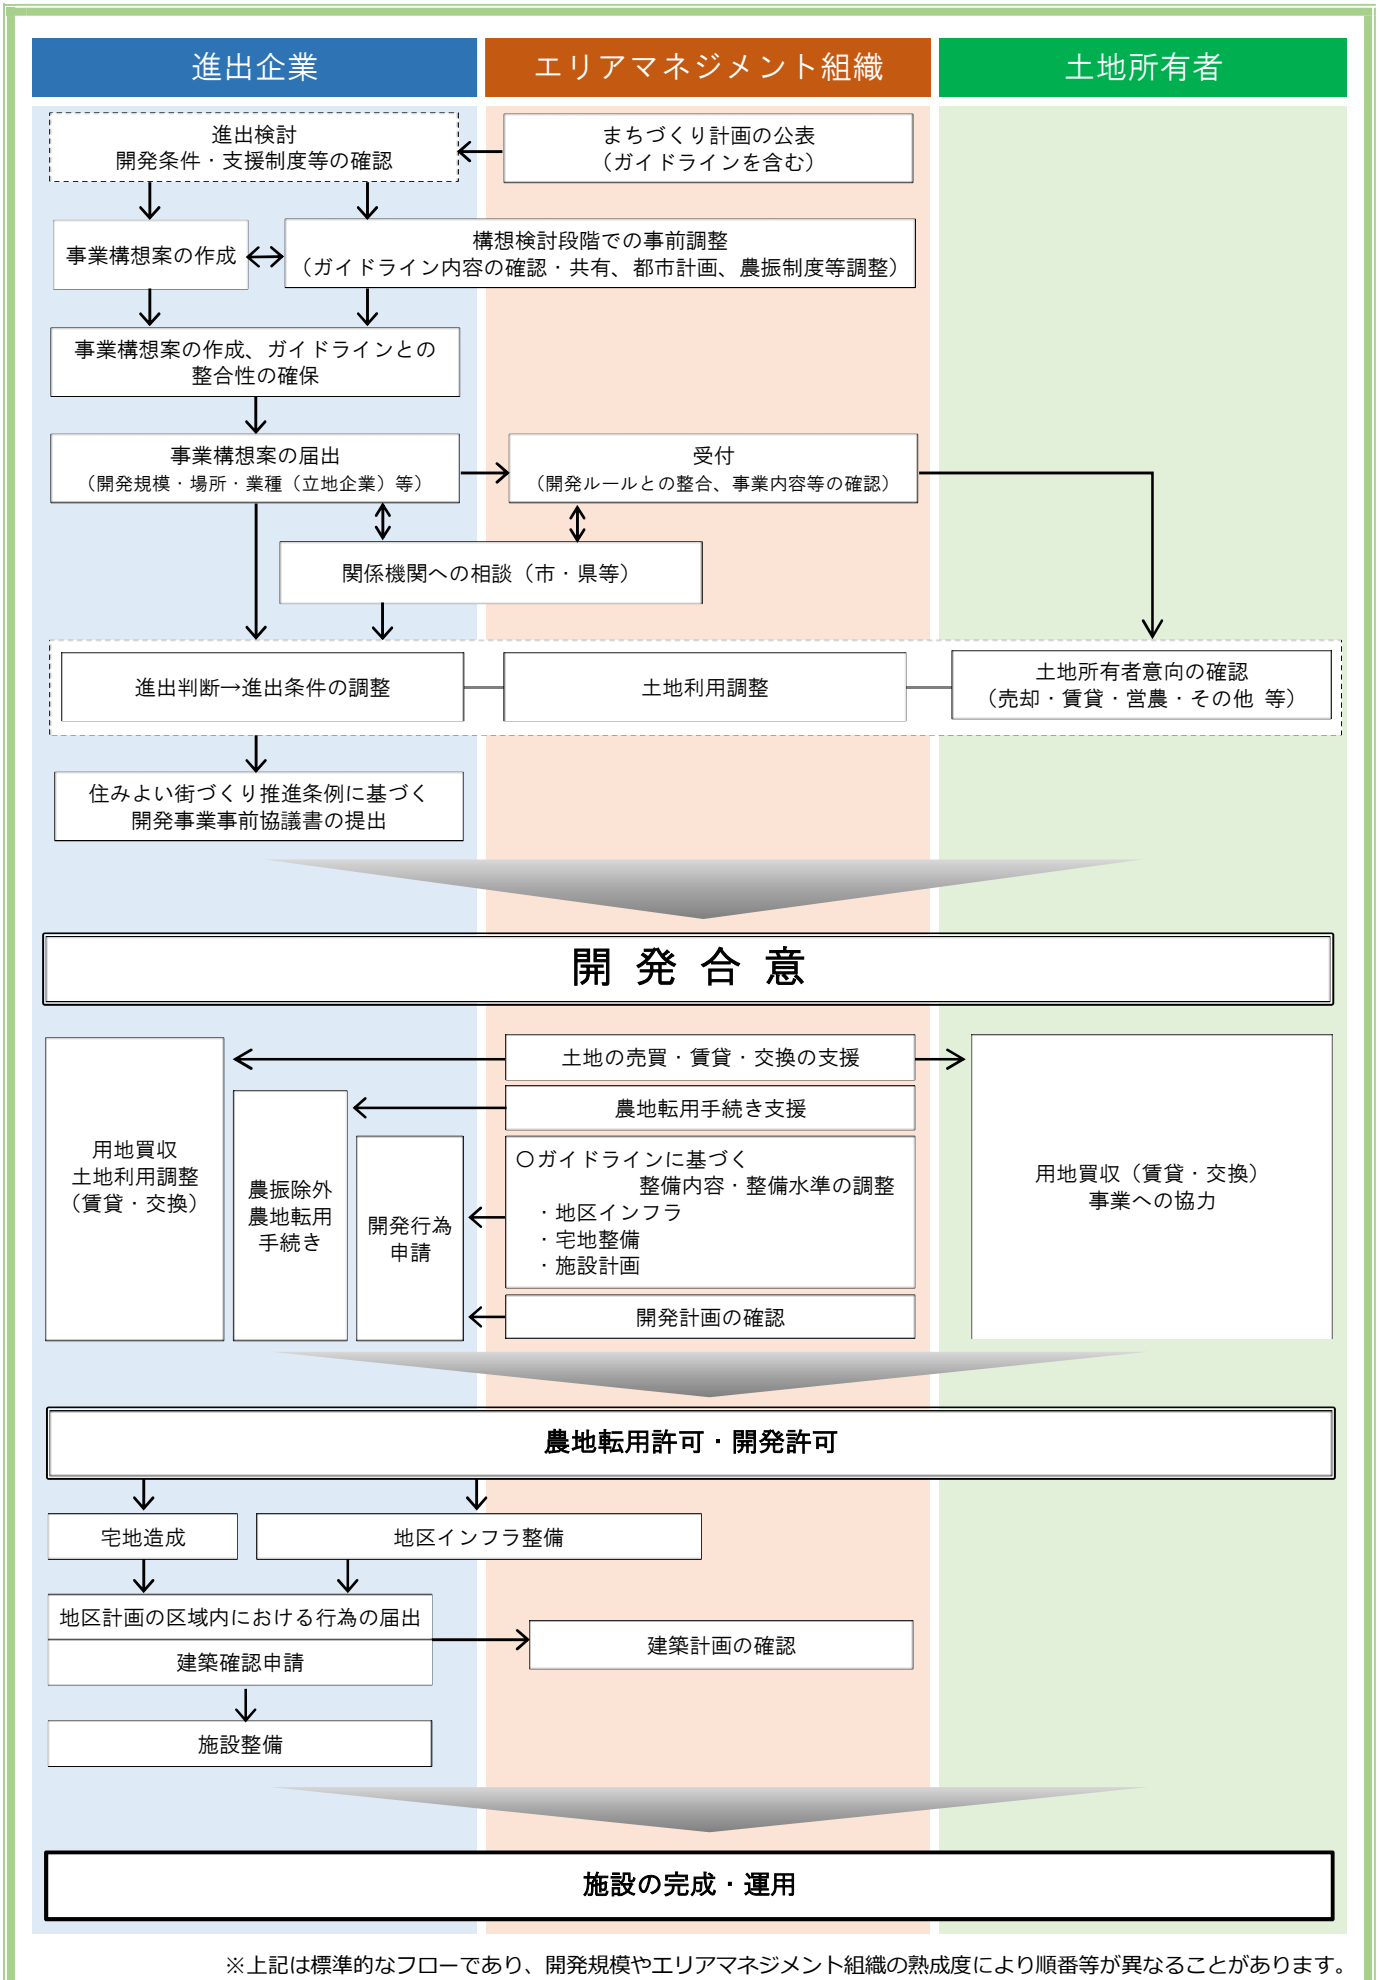 進出企業
エリアマネジメント組織
土地所有者
進出検討
開発条件・支援制度等の確認
まちづくり計画の公表
（ガイドラインを含む）
事業構想案の作成
構想検討段階での事前調整
（ガイドライン内容の確認・共有、都市計画、農振制度等調整）
事業構想案の作成、ガイドラインとの
整合性の確保
事業構想案の届出
（開発規模・場所・業種（立地企業）等）
受付
（開発ルールとの整合、事業内容等の確認）
関係機関への相談（市・県等）
進出判断→進出条件の調整
土地利用調整
土地所有者意向の確認
（売却・賃貸・営農・その他 等）
住みよい街づくり推進条例に基づく
開発事業事前協議書の提出
開発合意
用地買収
土地利用調整
（賃貸・交換）
農振除外
農地転用
手続き
開発行為
申請
土地の売買・賃貸・交換の支援
農地転用手続き支援
〇ガイドラインに基づく
整備内容・整備水準の調整
・地区インフラ
・宅地整備
・施設計画
開発計画の確認
用地買収（賃貸・交換）
事業への協力
農地転用許可・開発許可
宅地造成
地区インフラ整備
地区計画の区域内における行為の届出
建築確認申請
建築計画の確認
施設整備
施設の完成・運用
※上記は標準的なフローであり、開発規模やエリアマネジメント組織の熟成度により順番等が異なることがあります。